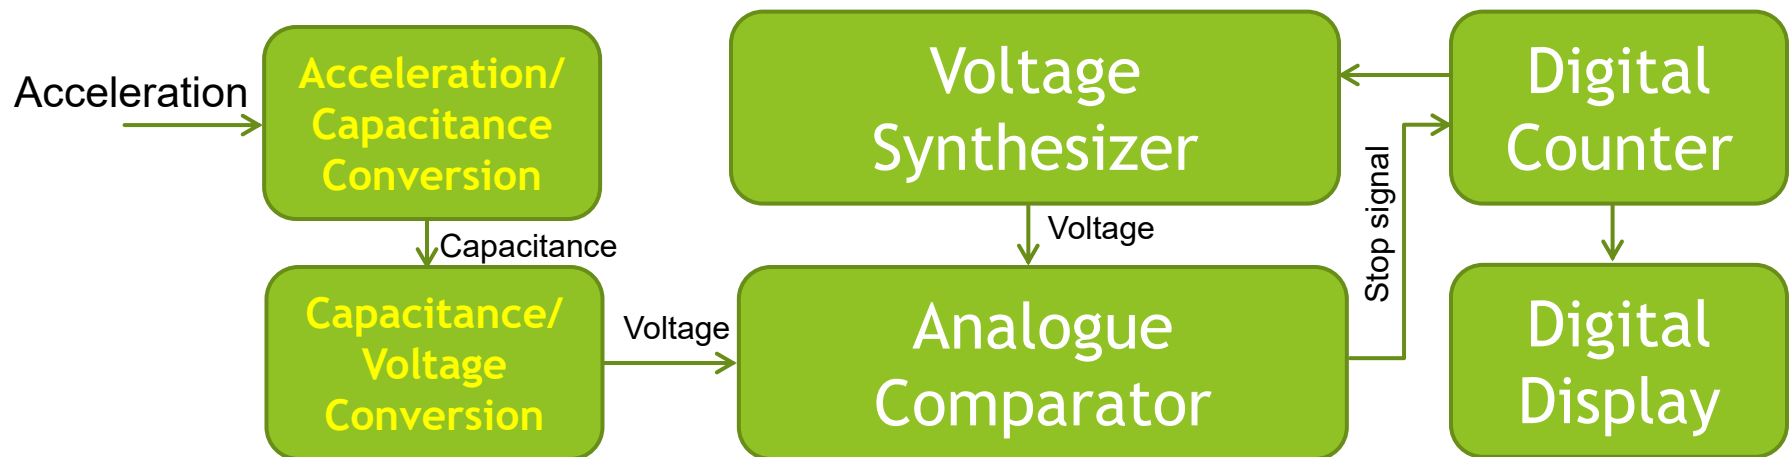 Acceleration
Acceleration/
Capacitance
Conversion
Capacitance
Capacitance/
Voltage
Conversion
Voltage
Voltage
Synthesizer
Voltage
Analogue
Comparator
Stop signal
Digital
Counter
Digital
Display